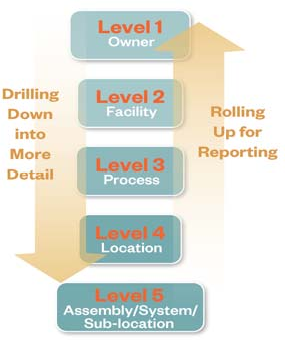 Level 1
Owner
Drilling
Down
into
More
Detail
Level 2
Facility
Rolling
Up for
Reporting
Level 3
Process
Level 4
Location
Level 5
Assembly/System/
Sub-location